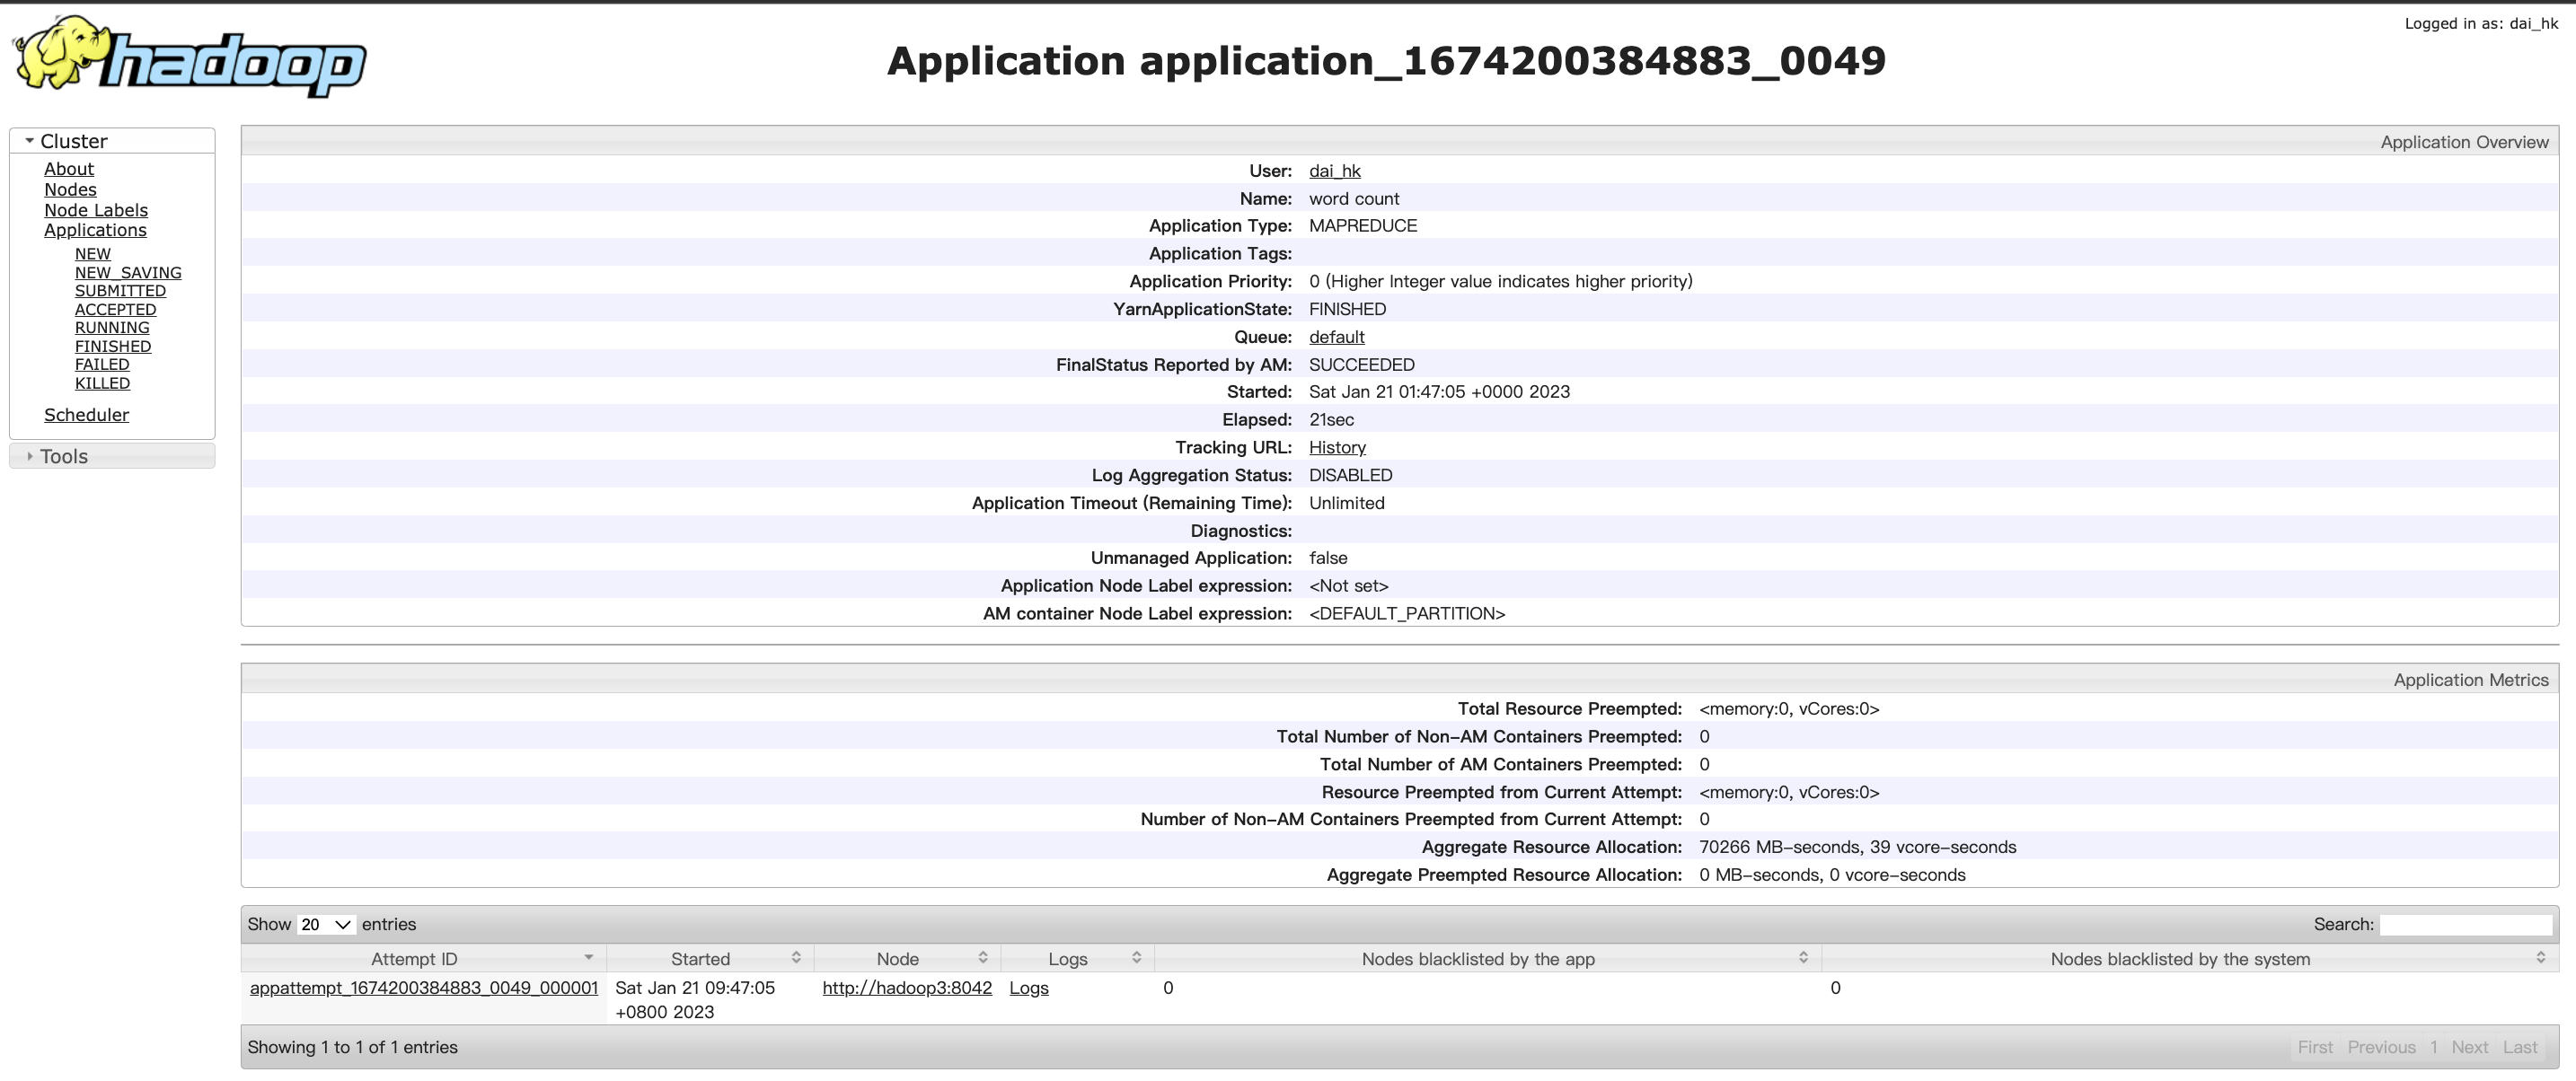 Logged in as: dai_hk
hadoop
Application application_1674200384883_0049
Cluster
About
Nodes
Node Labels
Applications
NEW
NEW_SAVING
SUBMITTED
ACCEPTED
RUNNING
FINISHED
FAILED
KILLED
Scheduler
Tools
Application Overview
User: dai_hk
Name: word count
Application Type: MAPREDUCE
Application Tags:
Application Priority: 0 (Higher Integer value indicates higher priority)
YarnApplicationState: FINISHED
Queue: default
FinalStatus Reported by AM: SUCCEEDED
Started: Sat Jan 21 01:47:05 +0000 2023
Elapsed: 21sec
Tracking URL: History
Log Aggregation Status: DISABLED
Application Timeout (Remaining Time): Unlimited
Diagnostics:
Unmanaged Application: false
Application Node Label expression: <Not set>
AM container Node Label expression: <DEFAULT_PARTITION>
Application Metrics
Total Resource Preempted: <memory:0, vCores:0>
Total Number of Non-AM Containers Preempted: 0
Total Number of AM Containers Preempted: 0
Resource Preempted from Current Attempt: <memory:0, vCores:0>
Number of Non-AM Containers Preempted from Current Attempt: 0
Aggregate Resource Allocation: 70266 MB-seconds, 39 vcore-seconds
Aggregate Preempted Resource Allocation: 0 MB-seconds, 0 vcore-seconds
Show 20 entries Search:
Attempt ID Started Node Logs Nodes blacklisted by the app Nodes blacklisted by the system
appattempt_1674200384883_0049_000001 Sat Jan 21 09:47:05 http://hadoop3:8042 Logs 0 0
+0800 2023
Showing 1 to 1 of 1 entries First Previous 1 Next Last